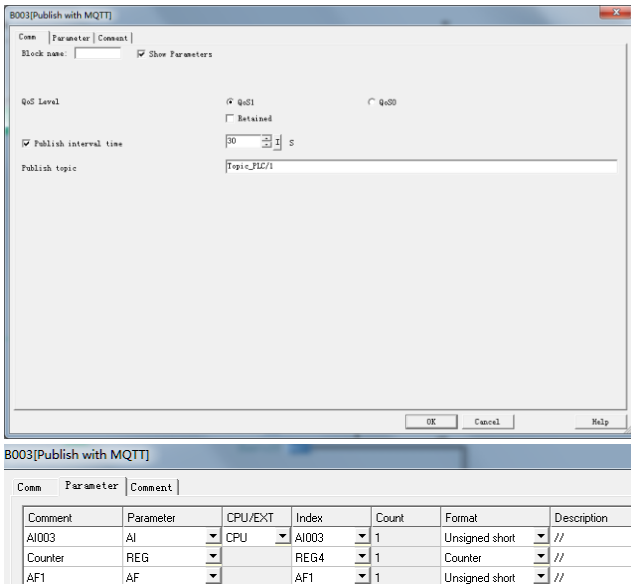 B003[Publish with MQTT]
Comm Parameter Comment
Block name: Show Parameters
QoS Level QoS1 QoS0
Retained
Publish interval time 30 I S
Publish topic Topic_PLC/1
OK Cancel Help
B003[Publish with MQTT]
Comm Parameter Comment
Comment Parameter CPU/EXT Index Count Format Description
AI003 AI CPU AI003 1 Unsigned short //
Counter REG REG4 1 Counter //
AF1 AF AF1 1 Unsigned short //